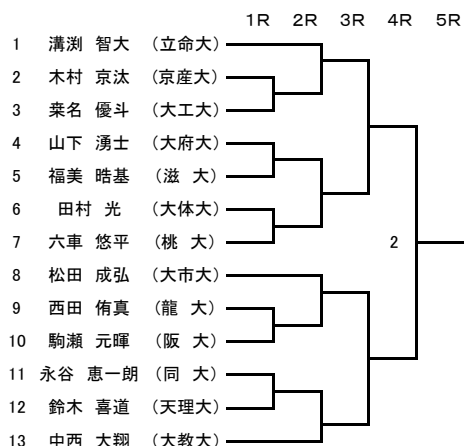 1R 2R 3R 4R 5R
1 溝渕 智大 (立命大)
2 木村 京汰 (京産大)
3 桒名 優斗 (大工大)
4 山下 湧士 (大府大)
5 福美 晧基 (滋 大)
6 田村 光 (大体大)
7 六車 悠平 (桃 大)
2
8 松田 成弘 (大市大)
9 西田 侑真 (龍 大)
10 駒瀬 元暉 (阪 大)
11 永谷 恵一朗 (同 大)
12 鈴木 喜道 (天理大)
13 中西 大翔 (大教大)